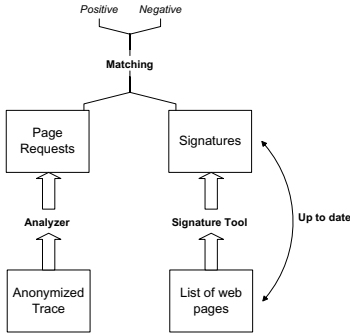 Positive Negative
Matching
Page
Requests
Signatures
Analyzer
Signature Tool
Up to date
Anonymized
Trace
List of web
pages